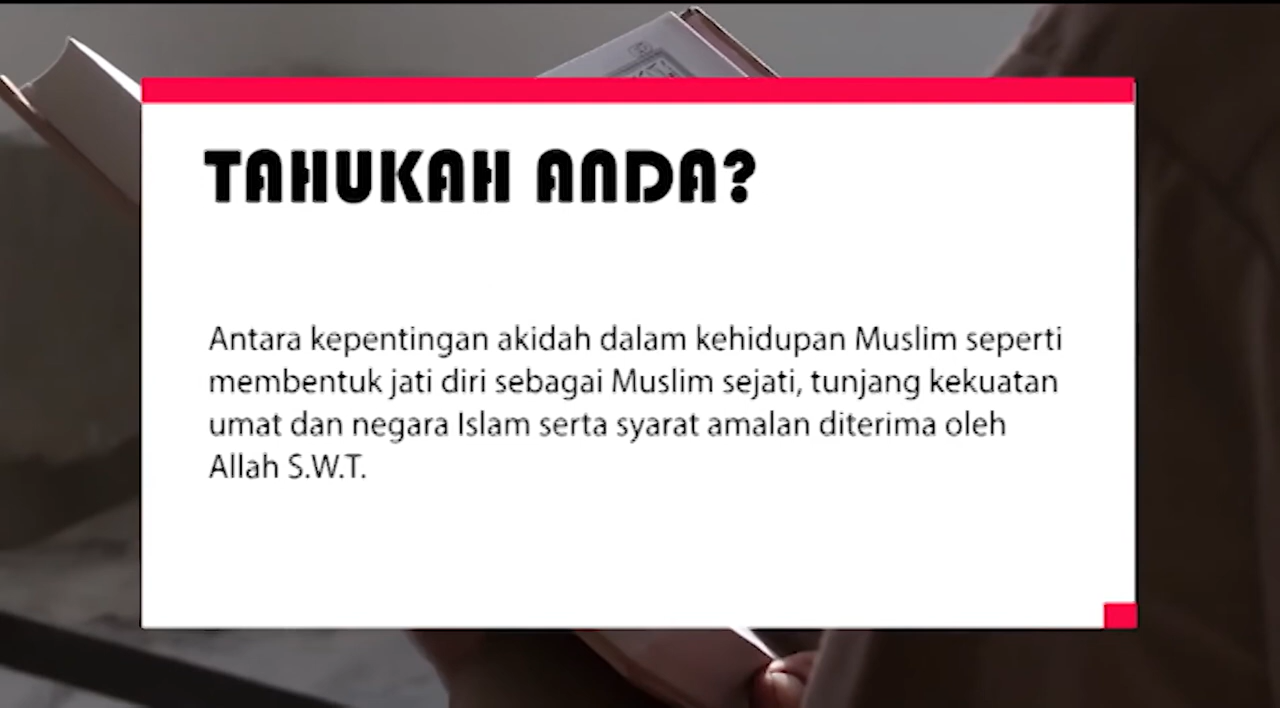 TAHUKAH ANDA?
Antara kepentingan akidah dalam kehidupan Muslim seperti
membentuk jati diri sebagai Muslim sejati, tunjang kekuatan
umat dan negara Islam serta syarat amalan diterima oleh
Allah S.W.T.